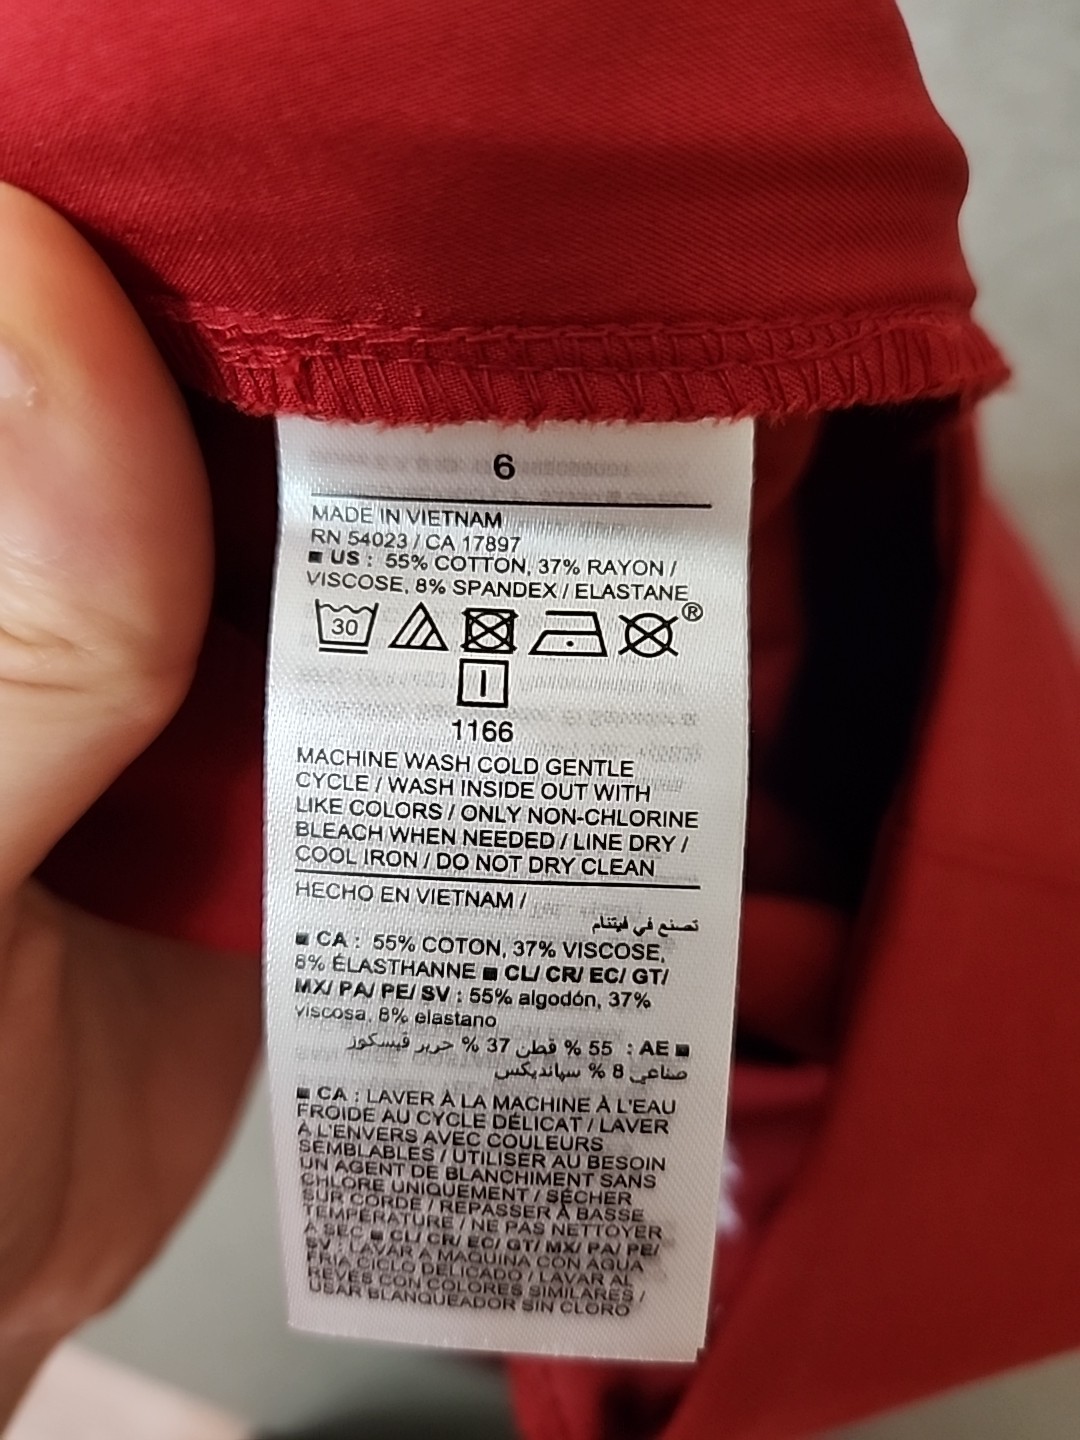 6
MADE IN VIETNAM
RN 54023 / CA 17897
■ US : 55% COTTON, 37% RAYON /
VISCOSE, 8% SPANDEX / ELASTANE
30
®
1166
MACHINE WASH COLD GENTLE
CYCLE / WASH INSIDE OUT WITH
LIKE COLORS / ONLY NON-CHLORINE
BLEACH WHEN NEEDED / LINE DRY /
COOL IRON / DO NOT DRY CLEAN
HECHO EN VIETNAM /
تصنع في فيتنام
■ CA : 55% COTON, 37% VISCOSE,
8% ÉLASTHANNE ■ CL/ CR/ EC/ GT/
MX/ PA/ PE/ SV : 55% algodón, 37%
viscosa, 8% elastano
■ AE : 55 % قطن 37 % حرير فيسكوز
صناعي 8 % سپانديكس
■ CA : LAVER À LA MACHINE À L'EAU
FROIDE AU CYCLE DÉLICAT / LAVER
À L'ENVERS AVEC COULEURS
SEMBLABLES / UTILISER AU BESOIN
UN AGENT DE BLANCHIMENT SANS
CHLORE UNIQUEMENT / SÉCHER
SUR CORDE / REPASSER À BASSE
TEMPÉRATURE / NE PAS NETTOYER
À SEC ■ CL/ CR/ EC/ GT/ MX/ PA/ PE/
SV : LAVAR A MAQUINA CON AGUA
FRIA CICLO DELICADO / LAVAR AL
REVES CON COLORES SIMILARES /
USAR BLANQUEADOR SIN CLORO